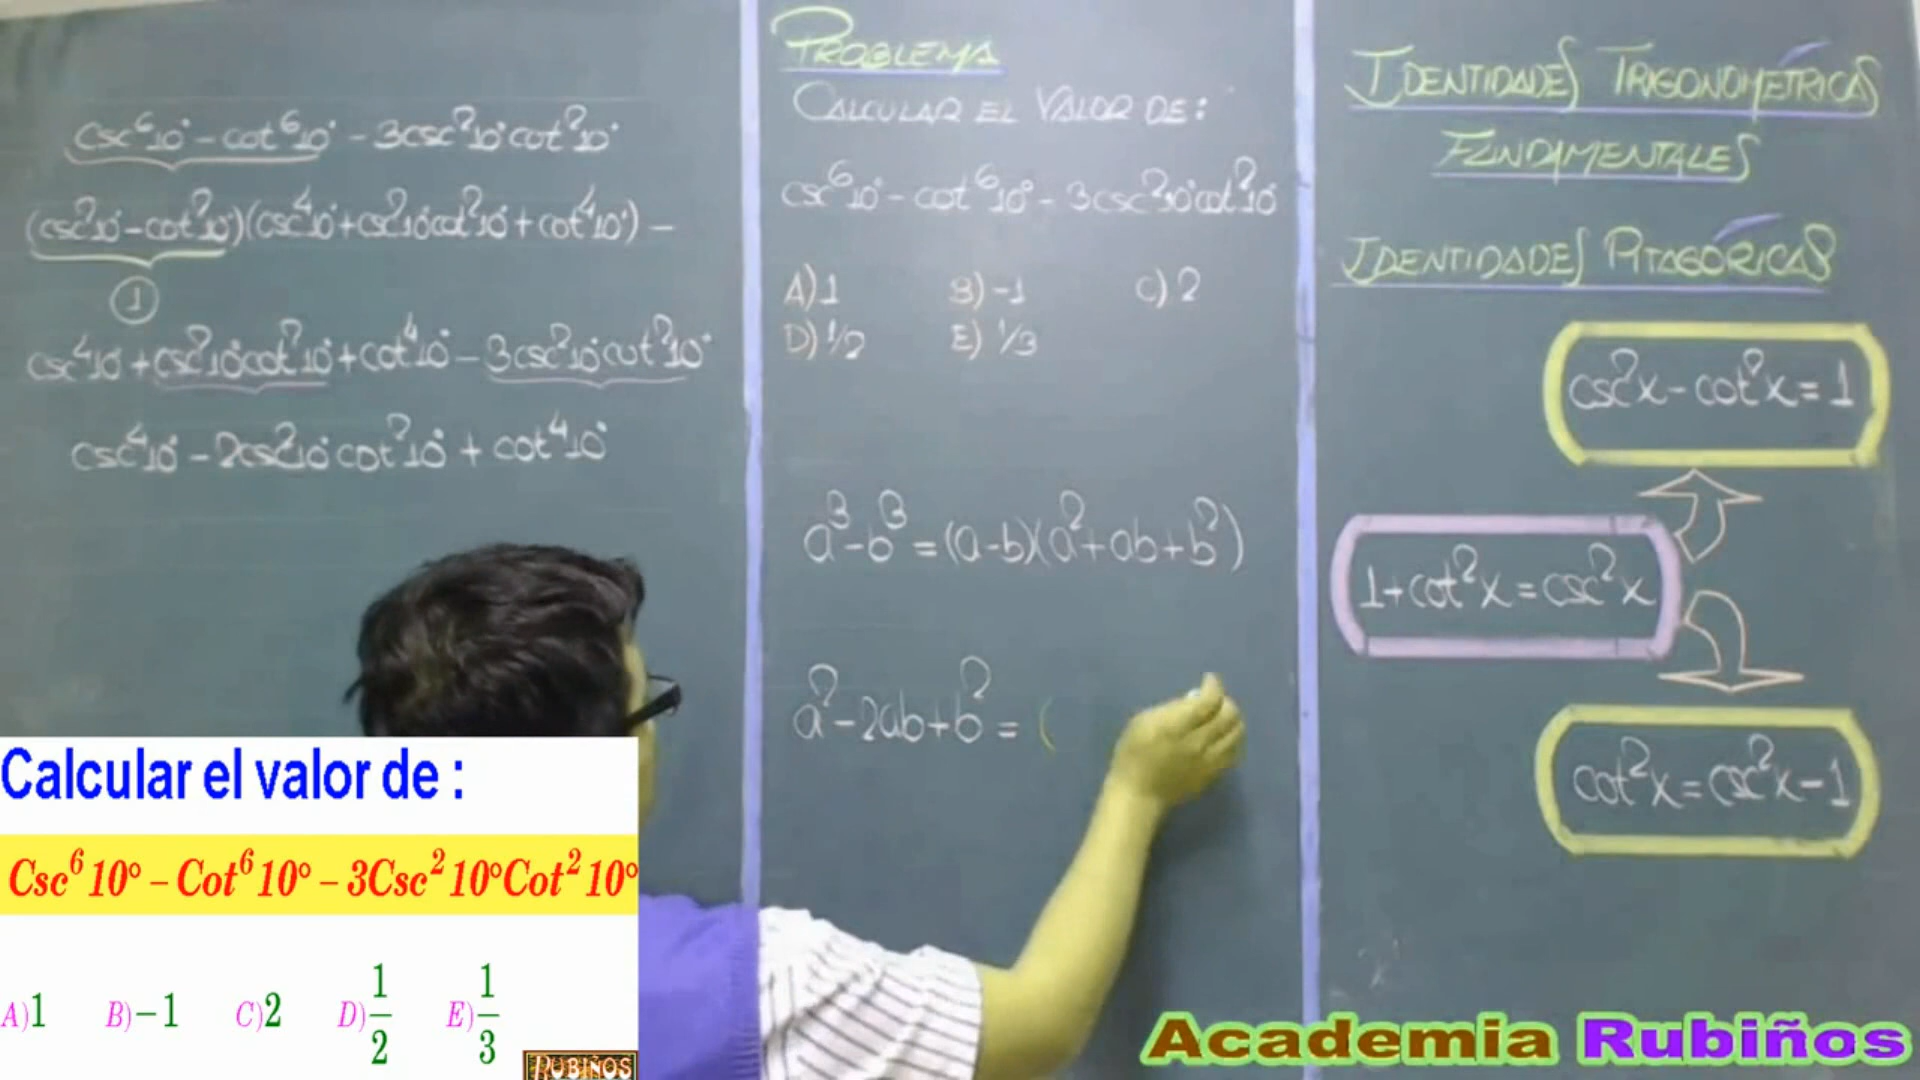 csc⁶10° - cot⁶10° - 3csc²10°cot²10°
(csc²10° - cot²10°)(csc⁴10° + csc²10°cot²10° + cot⁴10°) -
1
csc⁴10° + csc²10°cot²10° + cot⁴10° - 3csc²10°cot²10°
csc⁴10° - 2csc²10°cot²10° + cot⁴10°
PROBLEMA
CALCULAR EL VALOR DE:
csc⁶10° - cot⁶10° - 3csc²10°cot²10°
A) 1 B) -1 C) 2
D) 1/2 E) 1/3
a³-b³=(a-b)(a²+ab+b²)
a²-2ab+b² = (
IDENTIDADES TRIGONOMÉTRICAS
FUNDAMENTALES
IDENTIDADES PITAGÓRICAS
csc²x - cot²x = 1
1+cot²x = csc²x
cot²x = csc²x - 1
Calcular el valor de :
Csc⁶10° – Cot⁶10° – 3Csc²10°Cot²10°
A) 1 B) –1 C) 2 D) 1/2 E) 1/3
RUBIÑOS
Academia Rubiños